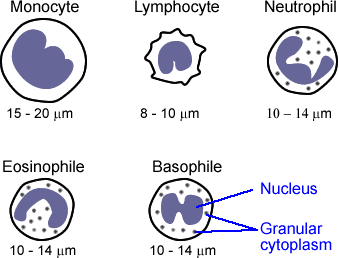 Monocyte Lymphocyte Neutrophil
15 - 20 μm 8 - 10 μm 10 – 14 μm
Eosinophile Basophile
Nucleus
Granular
cytoplasm
10 - 14 μm 10 - 14 μm